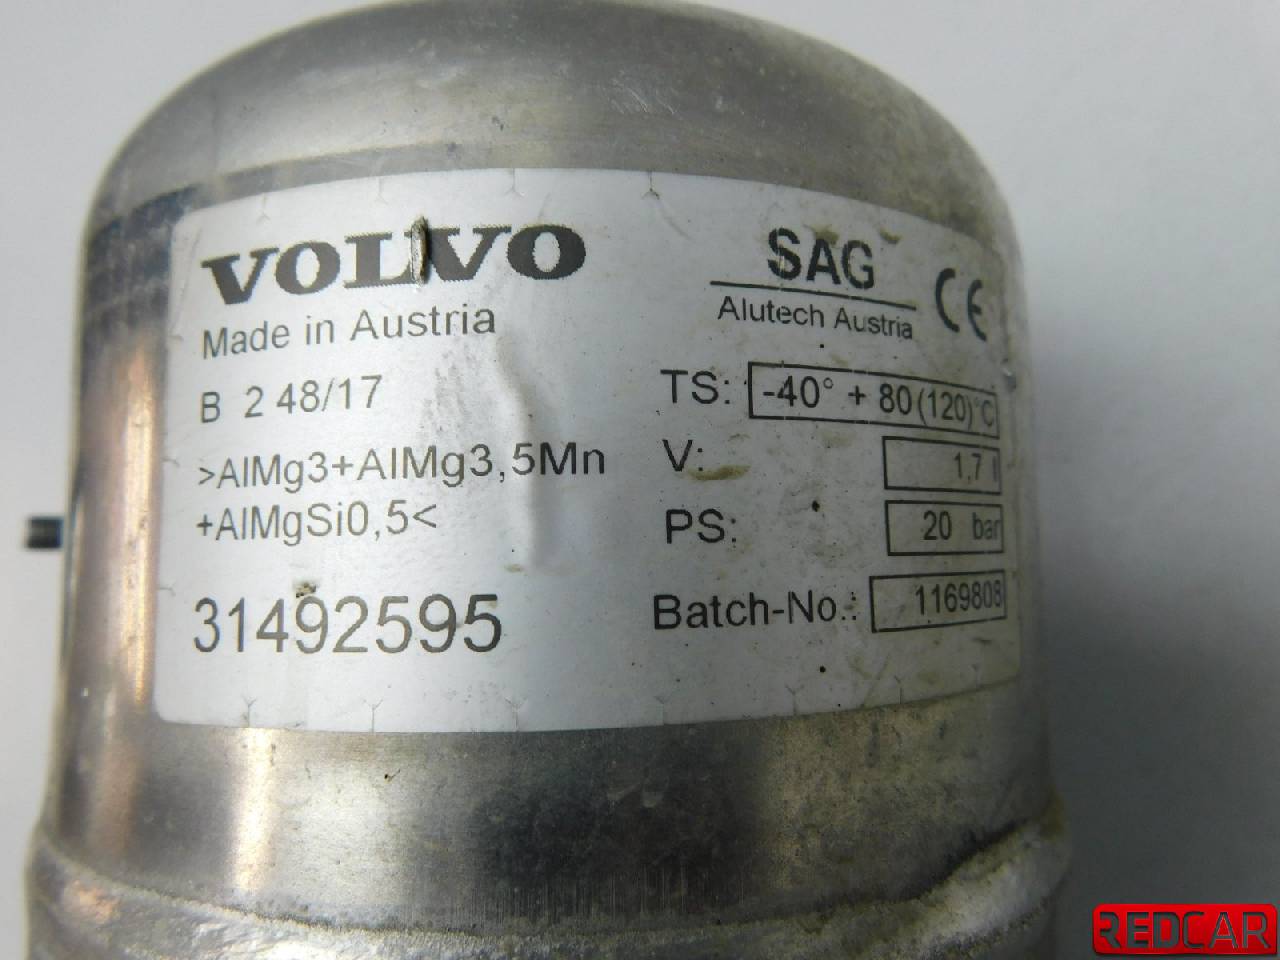 VOLVO
Made in Austria
B 2 48/17
>AlMg3+AlMg3,5Mn
+AlMgSi0,5<
31492595
SAG
Alutech Austria
CE
TS: -40° + 80(120)°C
V: 1,7 l
PS: 20 bar
Batch-No.: 1169808
REDCAR